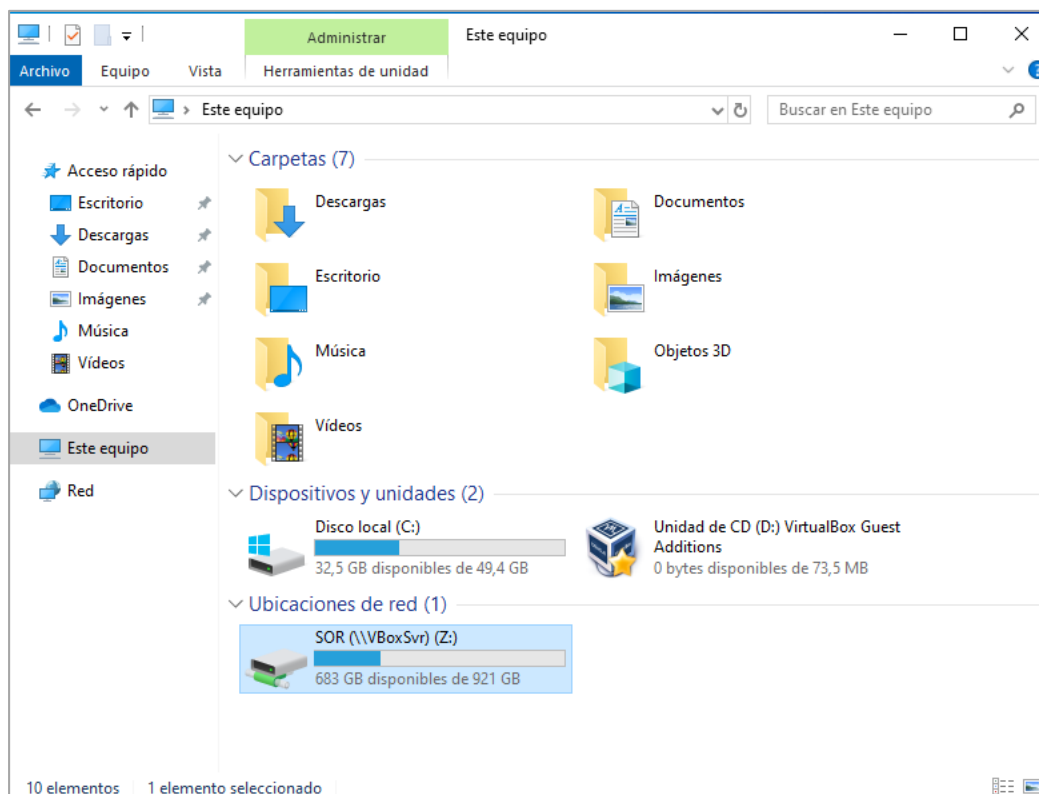 Administrar
Este equipo
Archivo
Equipo
Vista
Herramientas de unidad
Este equipo
Buscar en Este equipo
Acceso rápido
Escritorio
Descargas
Documentos
Imágenes
Música
Vídeos
OneDrive
Este equipo
Red
Carpetas (7)
Descargas
Documentos
Escritorio
Imágenes
Música
Objetos 3D
Vídeos
Dispositivos y unidades (2)
Disco local (C:)
32,5 GB disponibles de 49,4 GB
Unidad de CD (D:) VirtualBox Guest
Additions
0 bytes disponibles de 73,5 MB
Ubicaciones de red (1)
SOR (\\VBoxSvr) (Z:)
683 GB disponibles de 921 GB
10 elementos
1 elemento seleccionado